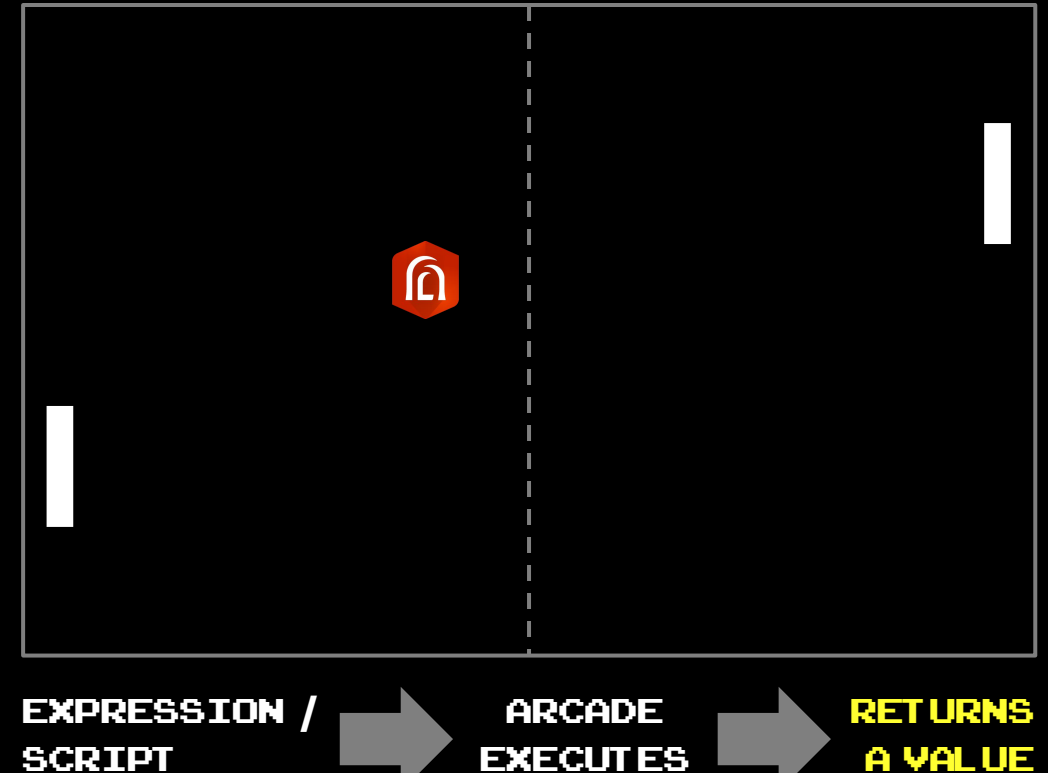 EXPRESSION /
SCRIPT
ARCADE
EXECUTES
RETURNS
A VALUE